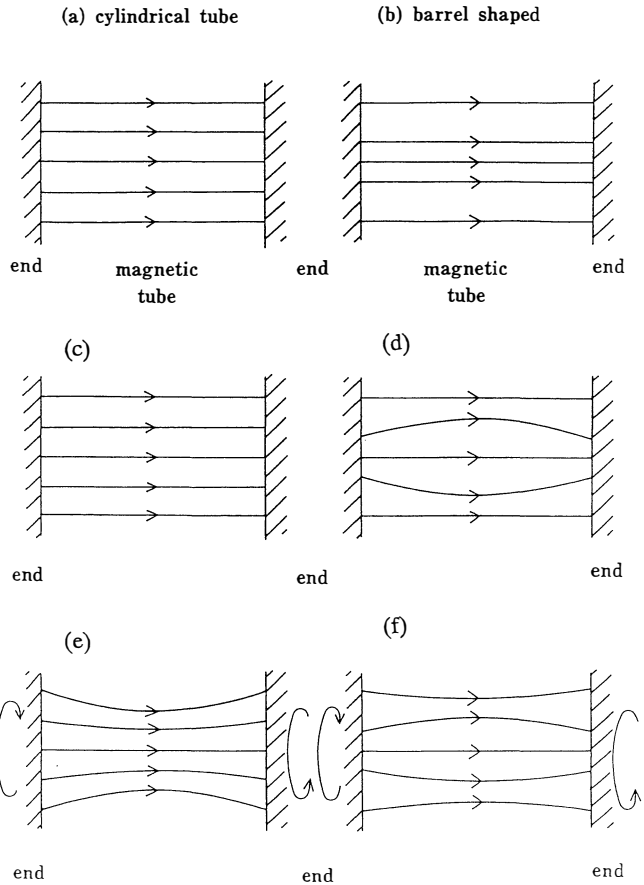 (a) cylindrical tube
(b) barrel shaped
end
magnetic
tube
end
magnetic
tube
end
(c)
(d)
end
end
end
(e)
(f)
end
end
end